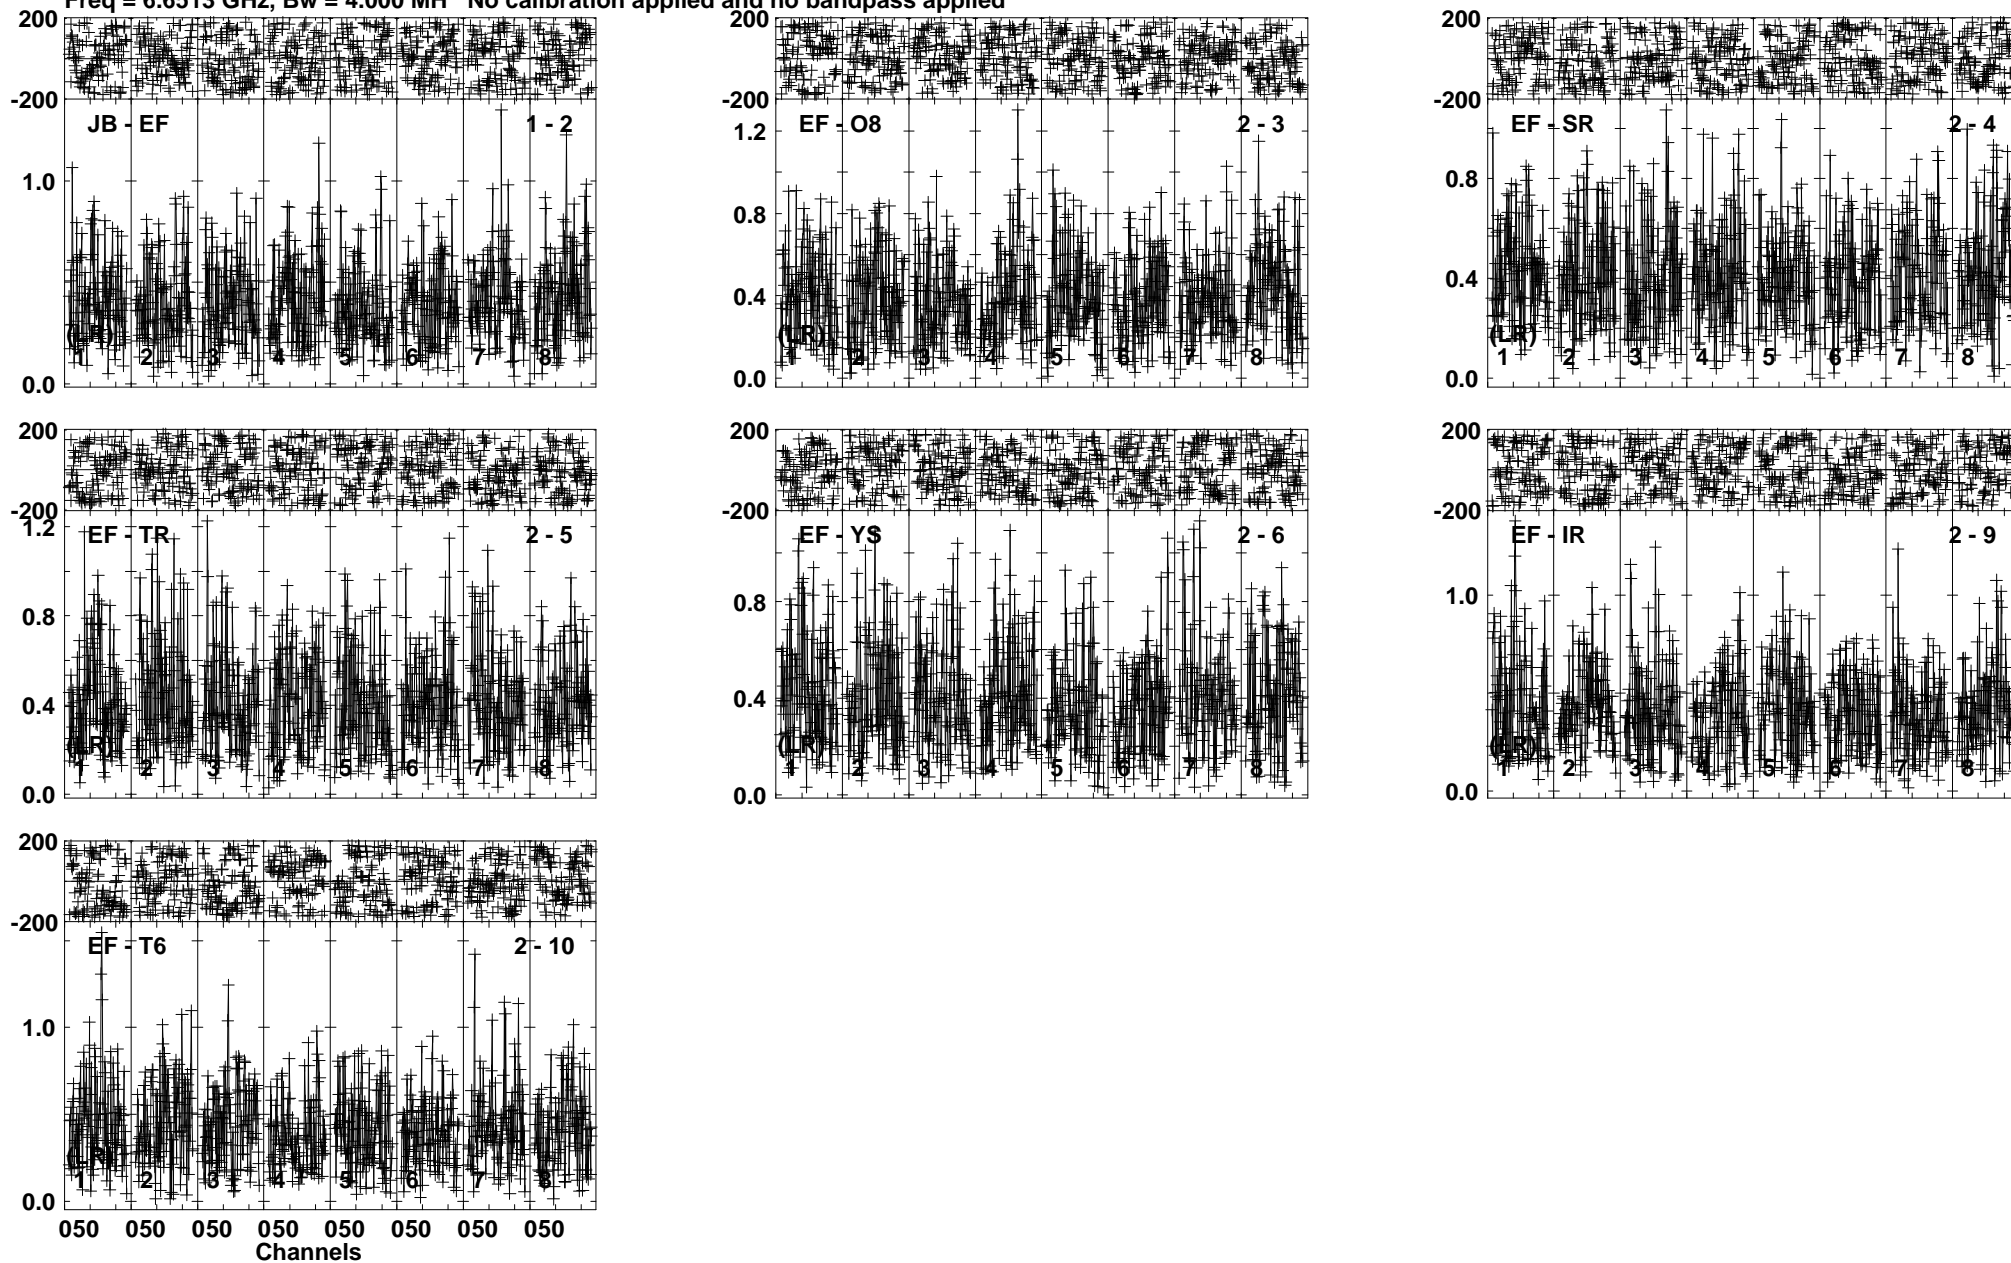 Freq = 6.6513 GHz, Bw = 4.000 MH No calibration applied and no bandpass applied
200
-200
JB - EF 1 - 2
1.0
(LR)
1 2 3 4 5 6 7 8
0.0
200
-200
EF - O8 2 - 3
1.2
0.8
0.4
(LR)
1 2 3 4 5 6 7 8
0.0
200
-200
EF - SR 2 - 4
0.8
0.4
(LR)
1 2 3 4 5 6 7 8
0.0
200
-200
1.2
EF - TR 2 - 5
0.8
0.4
(LR)
1 2 3 4 5 6 7 8
0.0
200
-200
EF - YS 2 - 6
0.8
0.4
(LR)
1 2 3 4 5 6 7 8
0.0
200
-200
EF - IR 2 - 9
1.0
(LR)
1 2 3 4 5 6 7 8
0.0
200
-200
EF - T6 2 - 10
1.0
(LR)
1 2 3 4 5 6 7 8
0.0
050 050 050 050 050 050 050 050
Channels